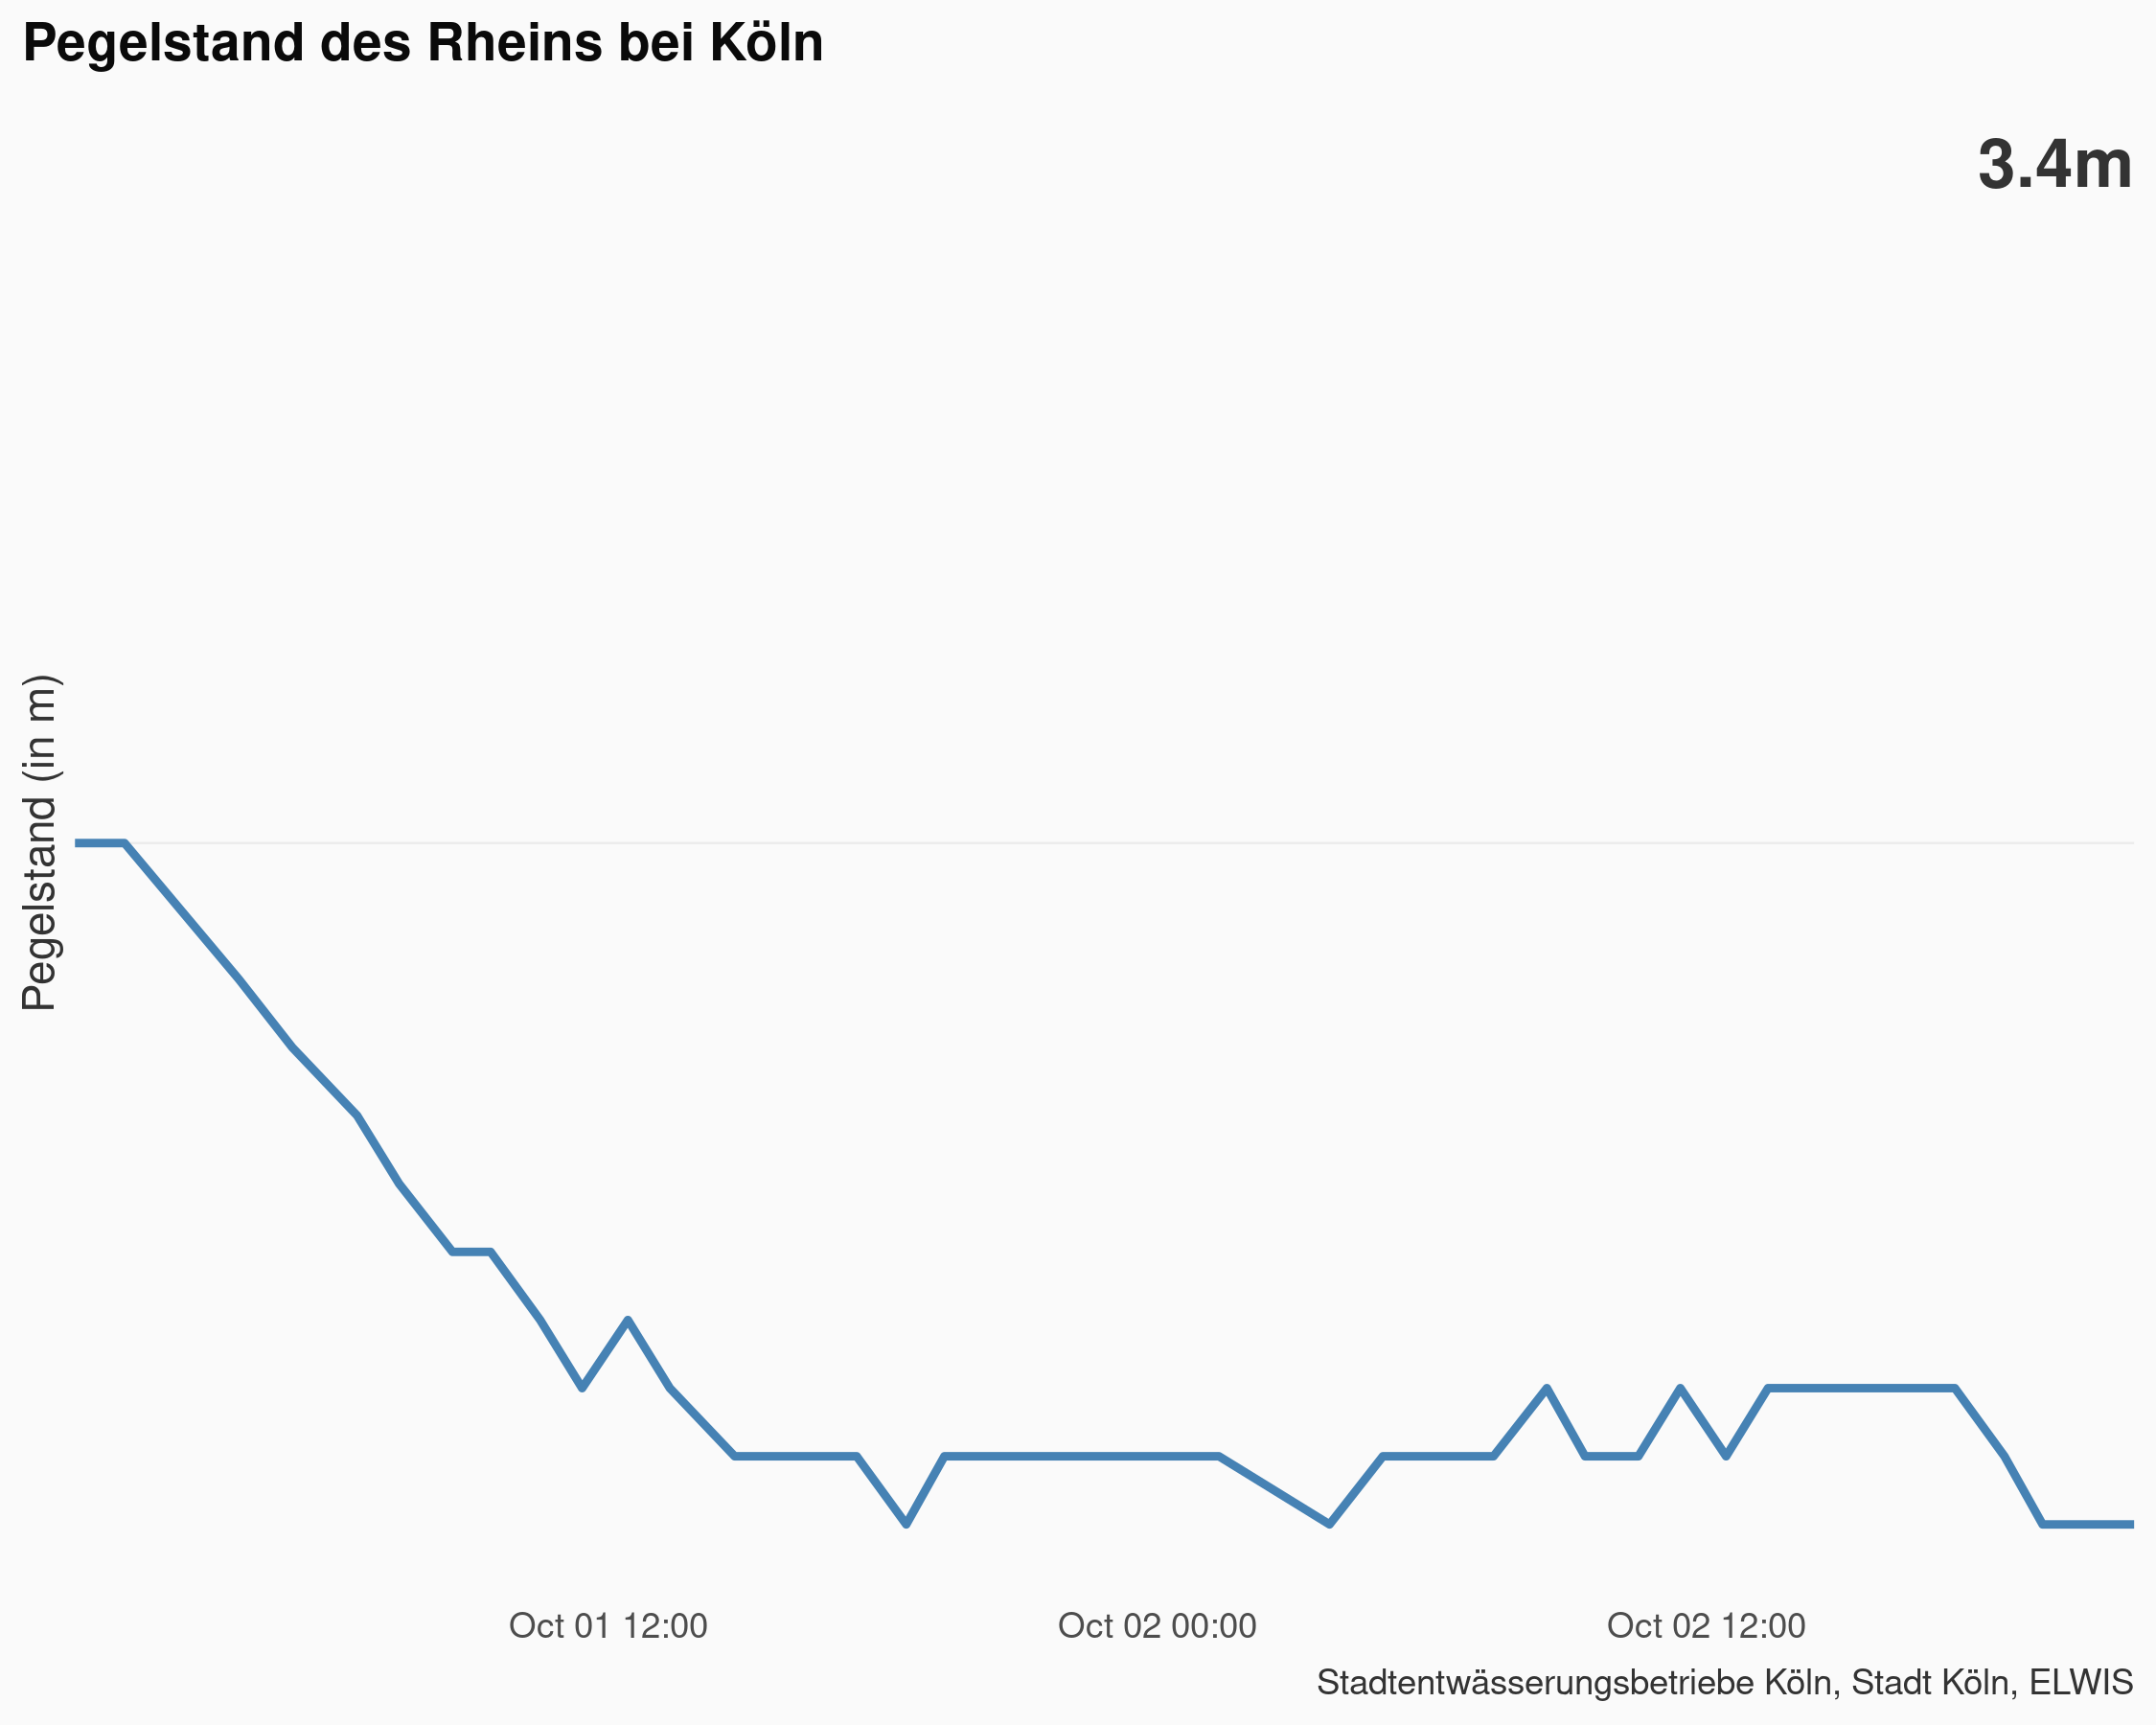 Pegelstand des Rheins bei Köln
3.4m
Pegelstand (in m)
Oct 01 12:00
Oct 02 00:00
Oct 02 12:00
Stadtentwässerungsbetriebe Köln, Stadt Köln, ELWIS